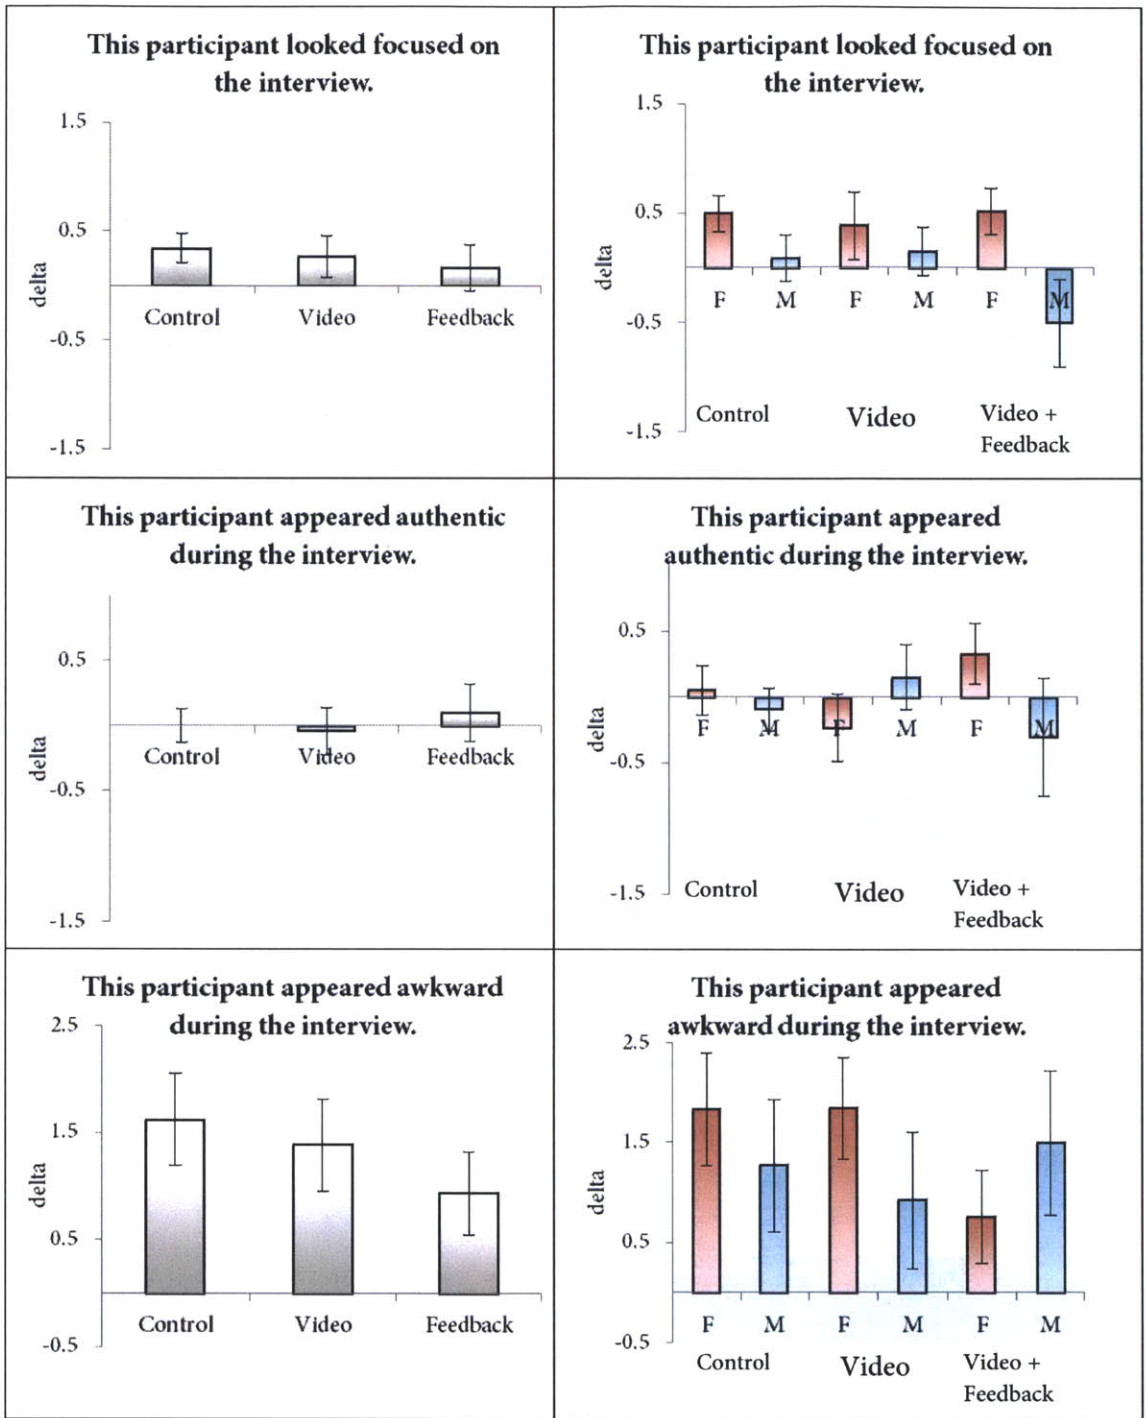 This participant looked focused on
the interview.
1.5
0.5
-0.5
-1.5
delta
Control Video Feedback
This participant looked focused on
the interview.
1.5
0.5
-0.5
-1.5
delta
F M F M F M
Control Video Video +
Feedback
This participant appeared authentic
during the interview.
0.5
-0.5
-1.5
delta
Control Video Feedback
This participant appeared
authentic during the interview.
0.5
-0.5
-1.5
delta
F M F M F M
Control Video Video +
Feedback
This participant appeared awkward
during the interview.
2.5
1.5
0.5
-0.5
delta
Control Video Feedback
This participant appeared
awkward during the interview.
2.5
1.5
0.5
-0.5
delta
F M F M F M
Control Video Video +
Feedback